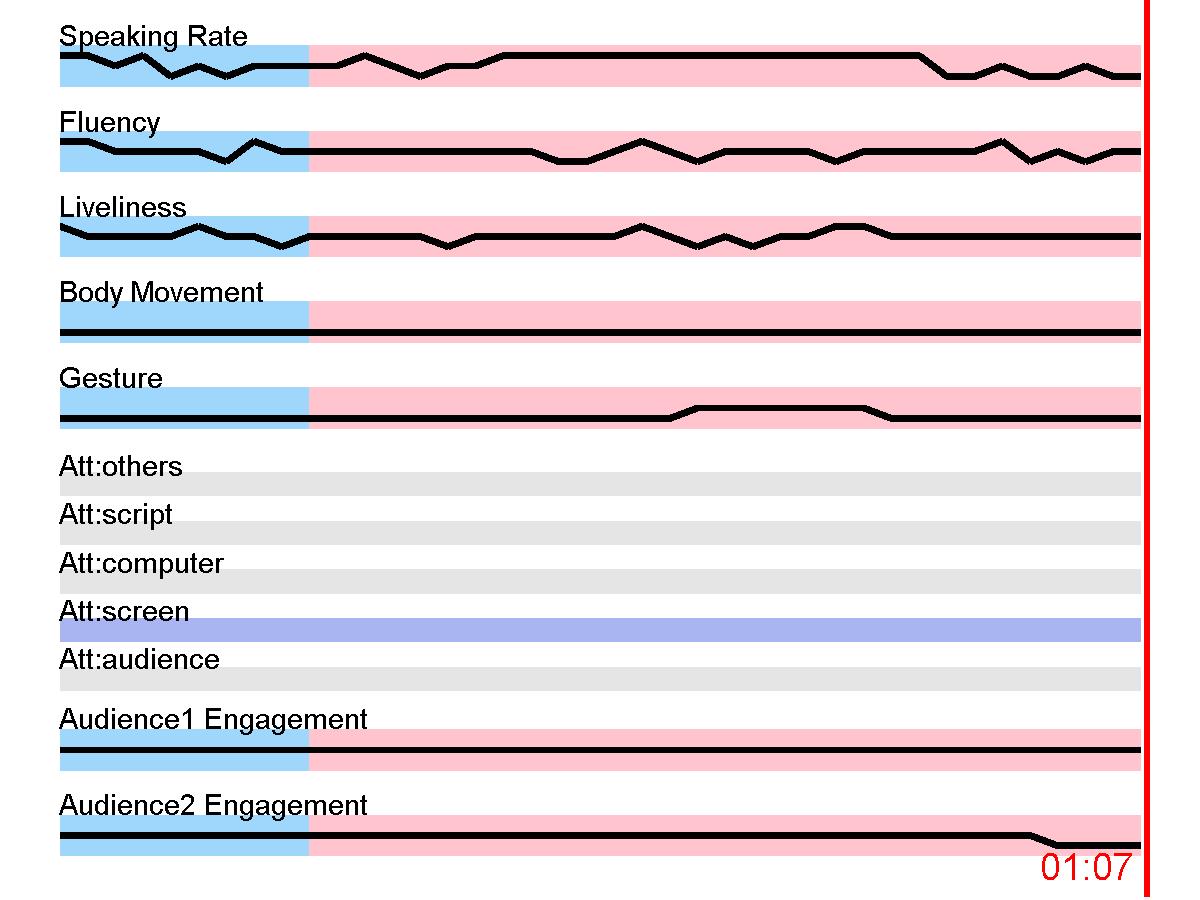 Speaking Rate
Fluency
Liveliness
Body Movement
Gesture
Att:others
Att:script
Att:computer
Att:screen
Att:audience
Audience1 Engagement
Audience2 Engagement
01:07